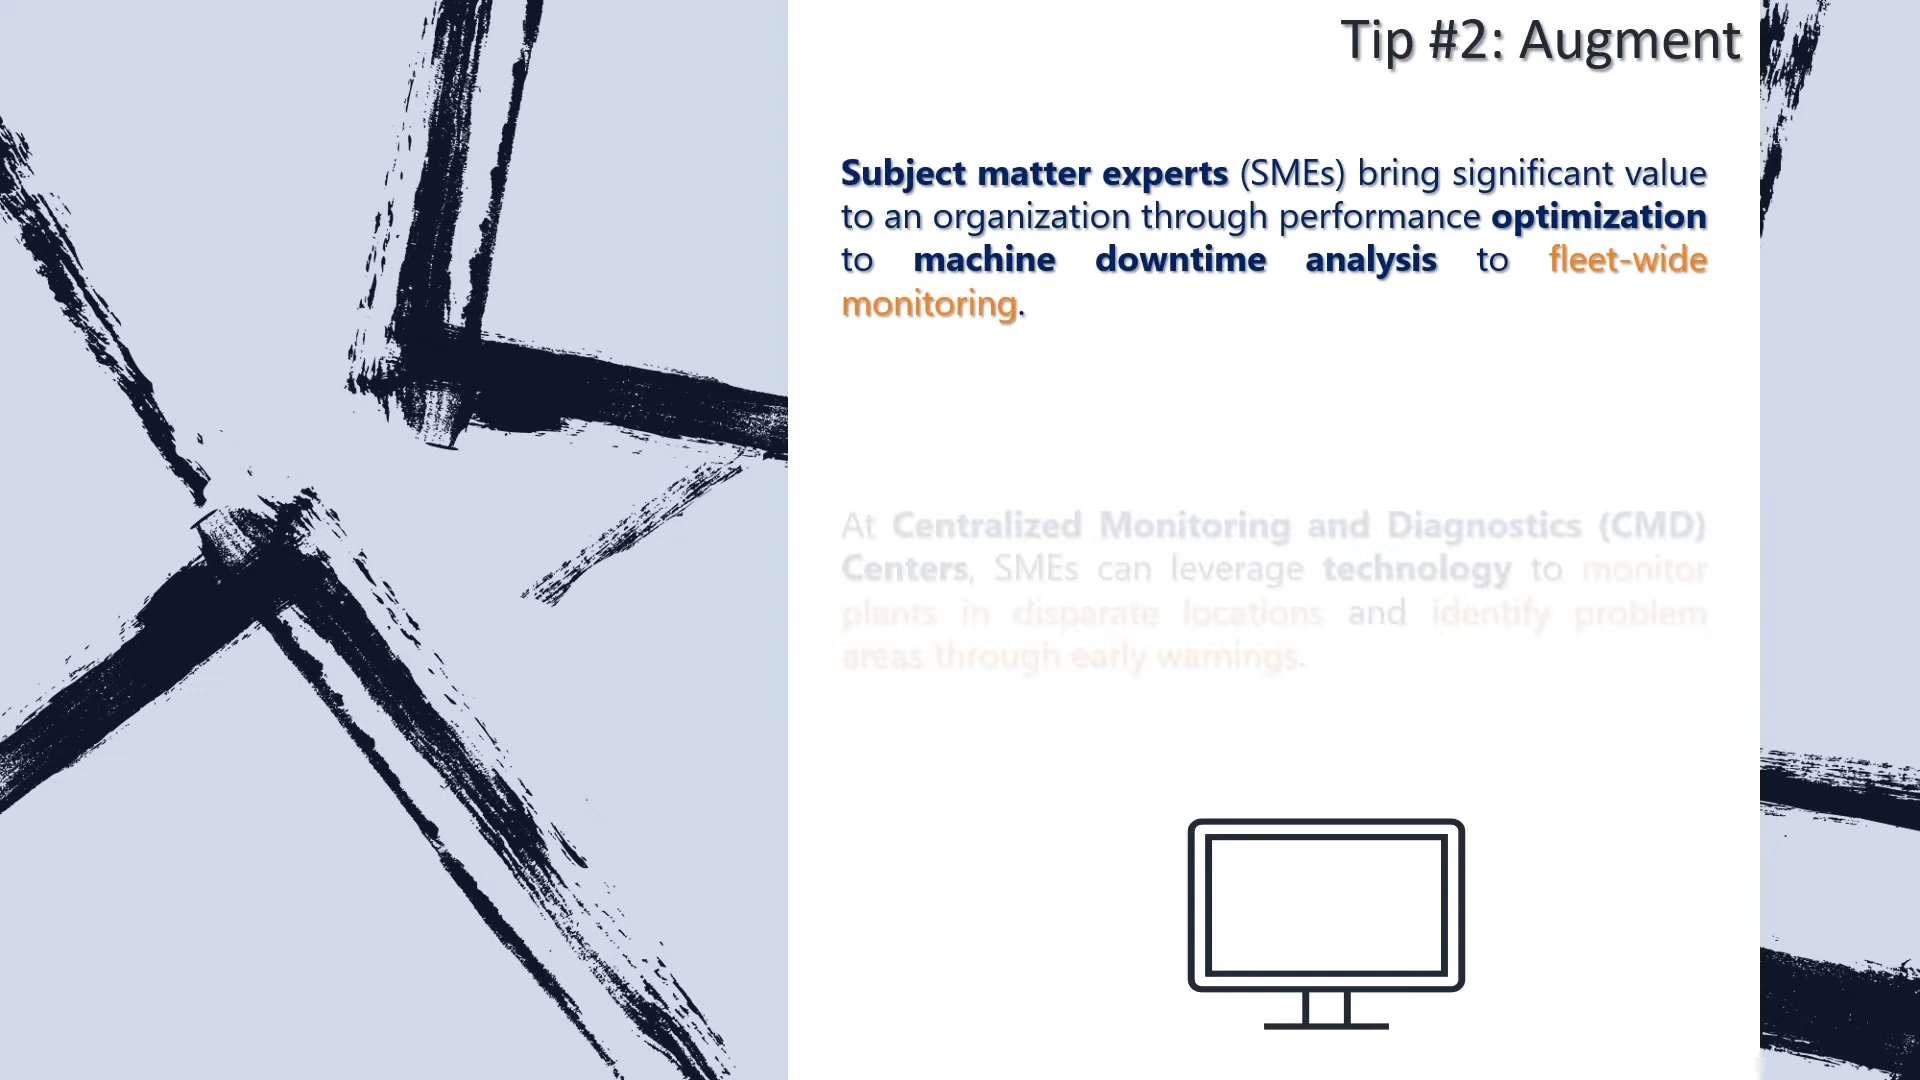 Tip #2: Augment
Subject matter experts (SMEs) bring significant value
to an organization through performance optimization
to machine downtime analysis to fleet-wide
monitoring.
At Centralized Monitoring and Diagnostics (CMD)
Centers, SMEs can leverage technology to monitor
plants in disparate locations and identify problem
areas through early warnings.